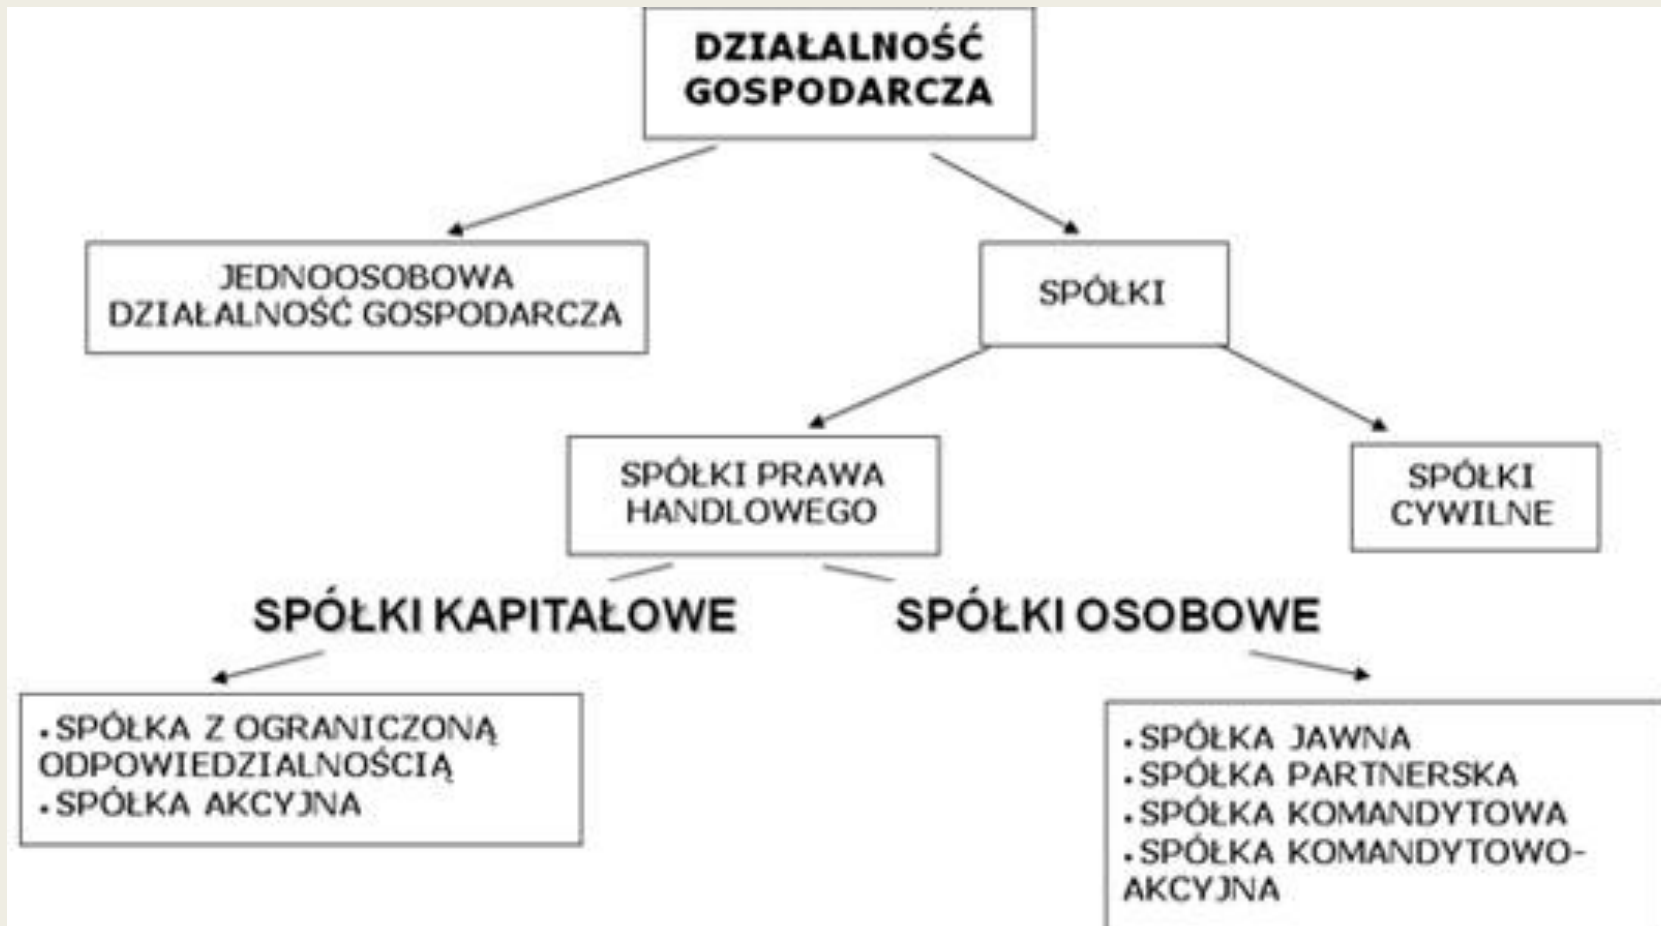 DZIAŁALNOŚĆ
GOSPODARCZA
JEDNOOSOBOWA
DZIAŁALNOŚĆ GOSPODARCZA
SPÓŁKI
SPÓŁKI PRAWA
HANDLOWEGO
SPÓŁKI
CYWILNE
SPÓŁKI KAPITAŁOWE
SPÓŁKI OSOBOWE
• SPÓŁKA Z OGRANICZONĄ
ODPOWIEDZIALNOŚCIĄ
• SPÓŁKA AKCYJNA
• SPÓŁKA JAWNA
• SPÓŁKA PARTNERSKA
• SPÓŁKA KOMANDYTOWA
• SPÓŁKA KOMANDYTOWO-
AKCYJNA